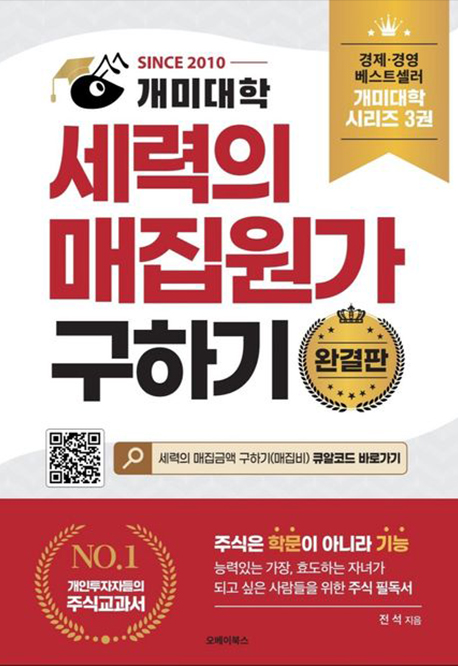 SINCE 2010
개미대학
경제·경영
베스트셀러
개미대학
시리즈 3권
세력의
매집원가
구하기
완결판
세력의 매집금액 구하기(매집비) 큐알코드 바로가기
NO.1
개인투자자들의
주식교과서
주식은 학문이 아니라 기능
능력있는 가장, 효도하는 자녀가
되고 싶은 사람들을 위한 주식 필독서
전 석 지음
오베이북스